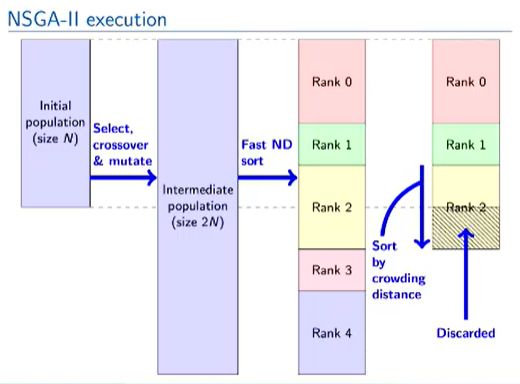 NSGA-II execution
Initial
population
(size N)
Select,
crossover
& mutate
Intermediate
population
(size 2N)
Fast ND
sort
Rank 0
Rank 1
Rank 2
Rank 3
Rank 4
Sort
by
crowding
distance
Rank 0
Rank 1
Rank 2
Discarded